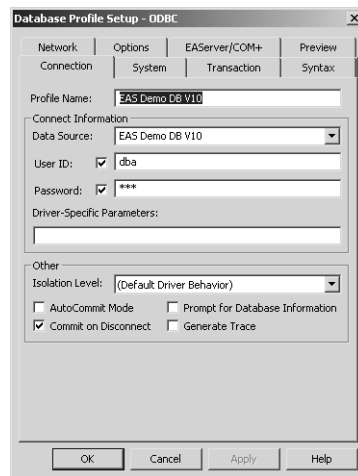 Database Profile Setup - ODBC
Network Options EAServer/COM+ Preview
Connection System Transaction Syntax
Profile Name: EAS Demo DB V10
Connect Information
Data Source: EAS Demo DB V10
User ID: dba
Password: ***
Driver-Specific Parameters:
Other
Isolation Level: (Default Driver Behavior)
AutoCommit Mode Prompt for Database Information
Commit on Disconnect Generate Trace
OK Cancel Apply Help